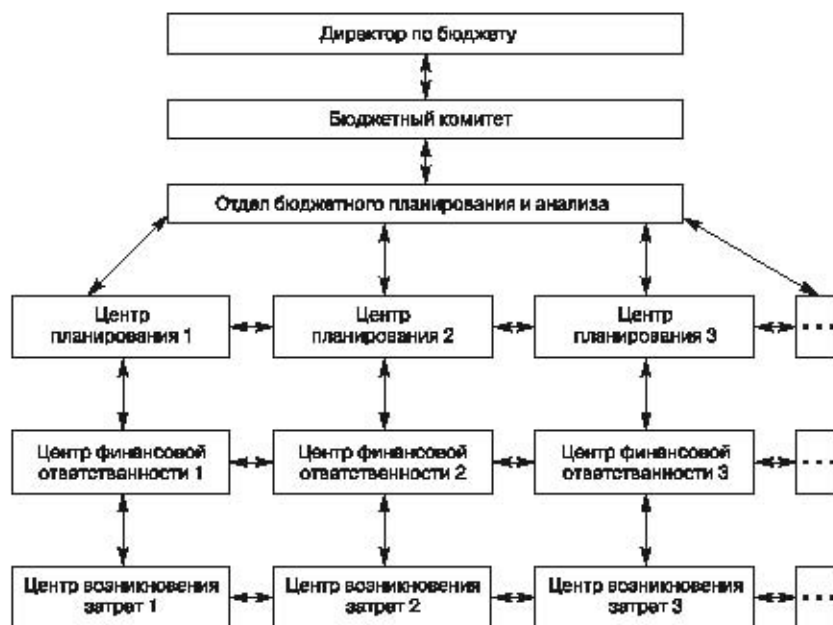 Директор по бюджету
Бюджетный комитет
Отдел бюджетного планирования и анализа
Центр
планирования 1
Центр
планирования 2
Центр
планирования 3
...
Центр финансовой
ответственности 1
Центр финансовой
ответственности 2
Центр финансовой
ответственности 3
...
Центр возникновения
затрат 1
Центр возникновения
затрат 2
Центр возникновения
затрат 3
...